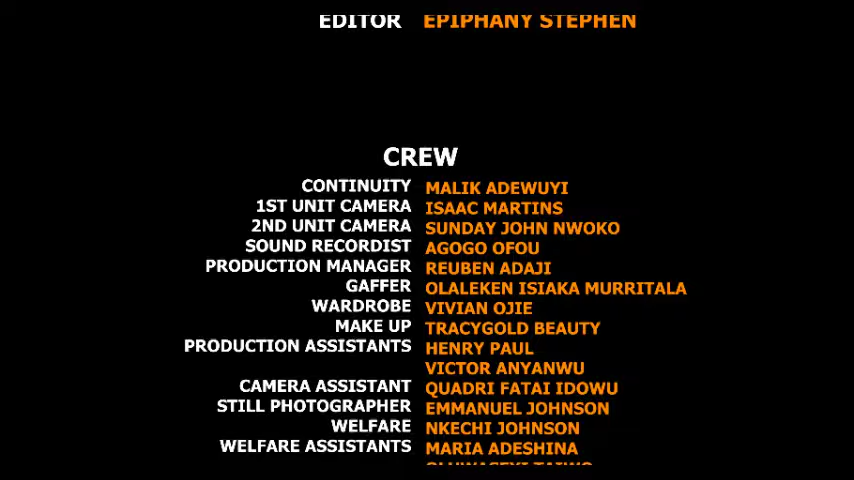 EDITOR EPIPHANY STEPHEN
CREW
CONTINUITY MALIK ADEWUYI
1ST UNIT CAMERA ISAAC MARTINS
2ND UNIT CAMERA SUNDAY JOHN NWOKO
SOUND RECORDIST AGOGO OFOU
PRODUCTION MANAGER REUBEN ADAJI
GAFFER OLALEKEN ISIAKA MURRITALA
WARDROBE VIVIAN OJIE
MAKE UP TRACYGOLD BEAUTY
PRODUCTION ASSISTANTS HENRY PAUL
VICTOR ANYANWU
CAMERA ASSISTANT QUADRI FATAI IDOWU
STILL PHOTOGRAPHER EMMANUEL JOHNSON
WELFARE NKECHI JOHNSON
WELFARE ASSISTANTS MARIA ADESHINA